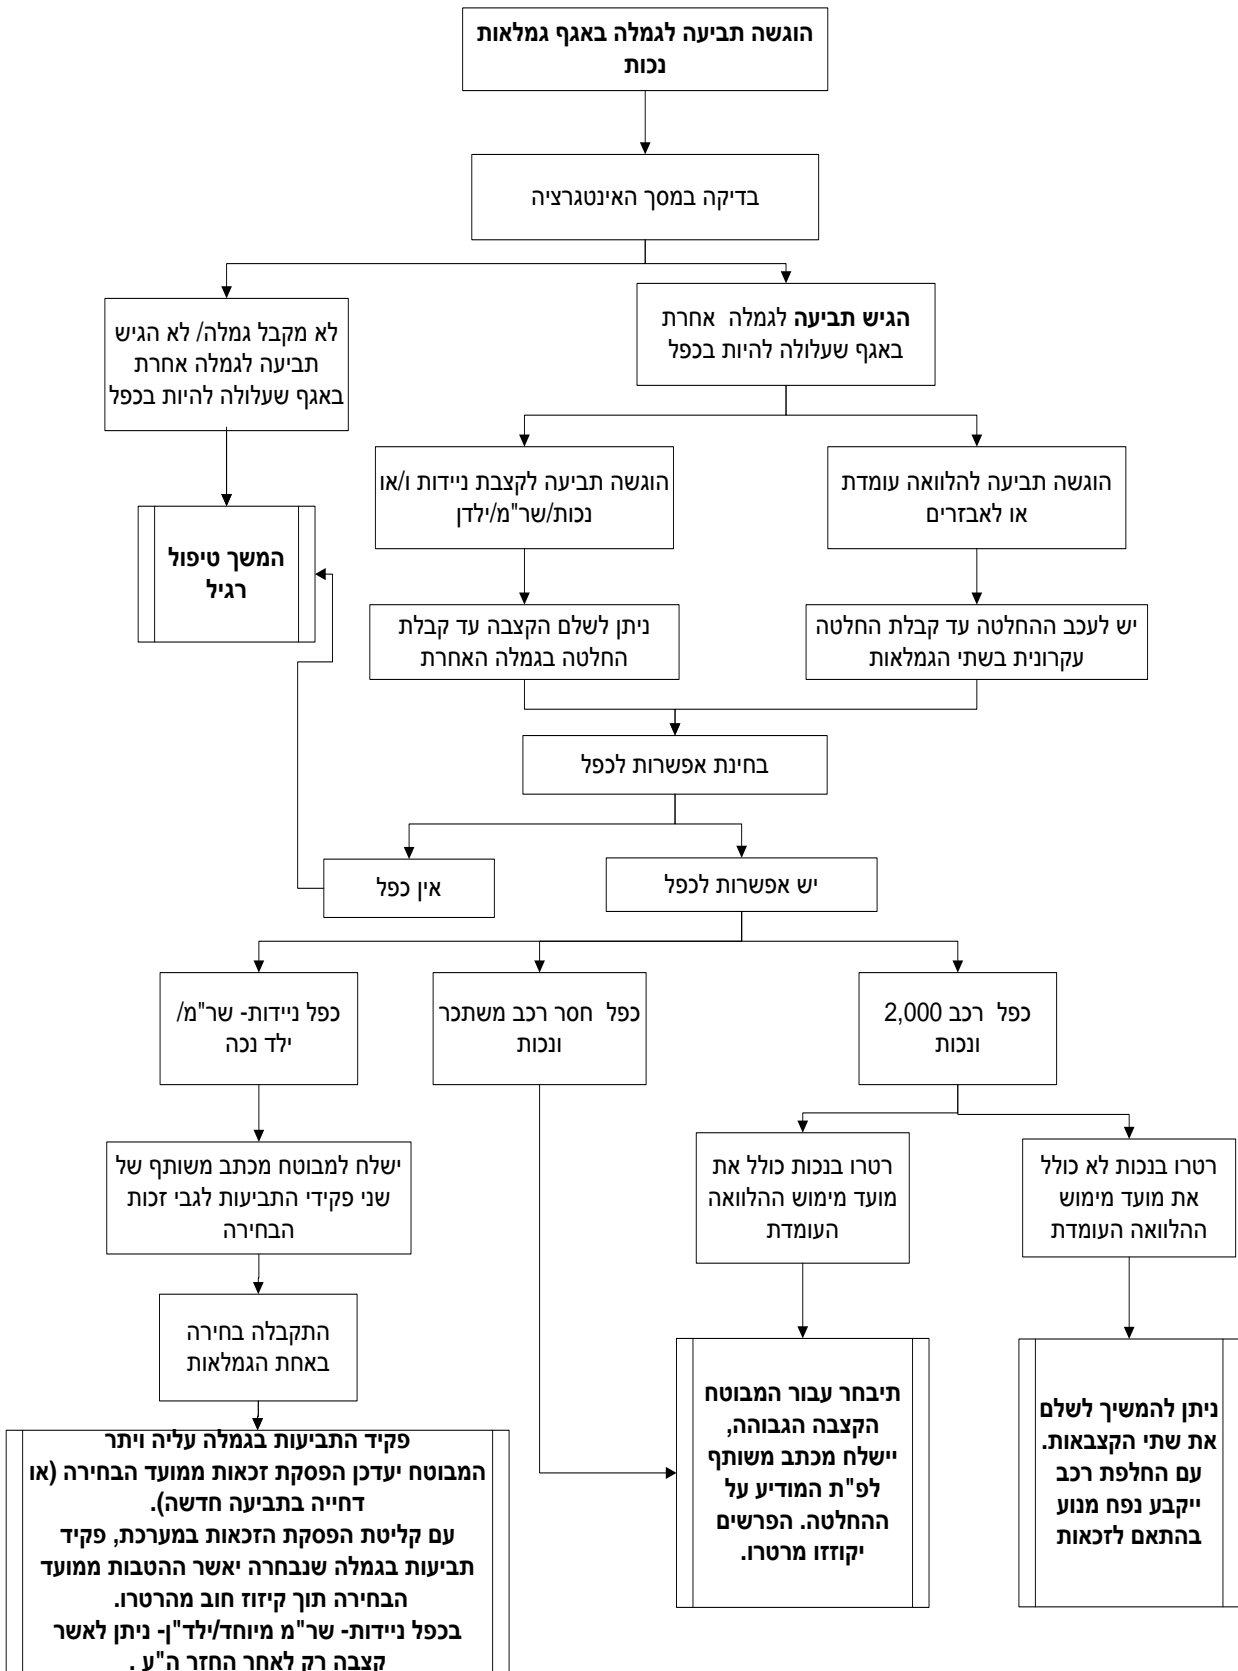 הוגשה תביעה לגמלה באגף גמלאות
נכות
בדיקה במסך האינטגרציה
הגיש תביעה לגמלה אחרת
באגף שעלולה להיות בכפל
לא מקבל גמלה/ לא הגיש
תביעה לגמלה אחרת
באגף שעלולה להיות בכפל
הוגשה תביעה להלוואה עומדת
או לאבזרים
הוגשה תביעה לקצבת ניידות ו/או
נכות/שר"מ/ילדן
המשך טיפול
רגיל
יש לעכב ההחלטה עד קבלת החלטה
עקרונית בשתי הגמלאות
ניתן לשלם הקצבה עד קבלת
החלטה בגמלה האחרת
בחינת אפשרות לכפל
יש אפשרות לכפל
אין כפל
כפל רכב 2,000
ונכות
כפל חסר רכב משתכר
ונכות
כפל ניידות- שר"מ/
ילד נכה
רטרו בנכות לא כולל
את מועד מימוש
ההלוואה העומדת
רטרו בנכות כולל את
מועד מימוש ההלוואה
העומדת
ישלח למבוטח מכתב משותף של
שני פקידי התביעות לגבי זכות
הבחירה
התקבלה בחירה
באחת הגמלאות
ניתן להמשיך לשלם
את שתי הקצבאות.
עם החלפת רכב
ייקבע נפח מנוע
בהתאם לזכאות
תיבחר עבור המבוטח
הקצבה הגבוהה,
יישלח מכתב משותף
לפ"ת המודיע על
ההחלטה. הפרשים
יקוזזו מרטרו.
פקיד התביעות בגמלה עליה ויתר
המבוטח יעדכן הפסקת זכאות ממועד הבחירה (או
דחייה בתביעה חדשה).
עם קליטת הפסקת הזכאות במערכת, פקיד
תביעות בגמלה שנבחרה יאשר ההטבות ממועד
הבחירה תוך קיזוז חוב מהרטרו.
בכפל ניידות- שר"מ מיוחד/ילד"ן- ניתן לאשר
קצבה רק לאחר החזר ה"ע .